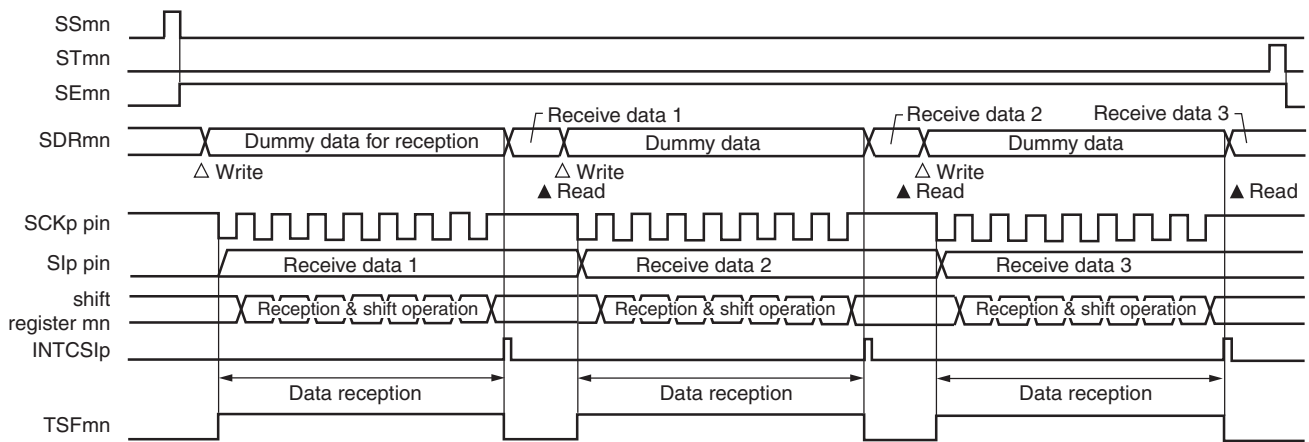 SSmn
STmn
SEmn
Receive data 1 Receive data 2 Receive data 3
SDRmn Dummy data for reception Dummy data Dummy data
△ Write △ Write △ Write
▲ Read ▲ Read ▲ Read
SCKp pin
SIp pin Receive data 1 Receive data 2 Receive data 3
shift
register mn Reception & shift operation Reception & shift operation Reception & shift operation
INTCSIp
Data reception Data reception Data reception
TSFmn